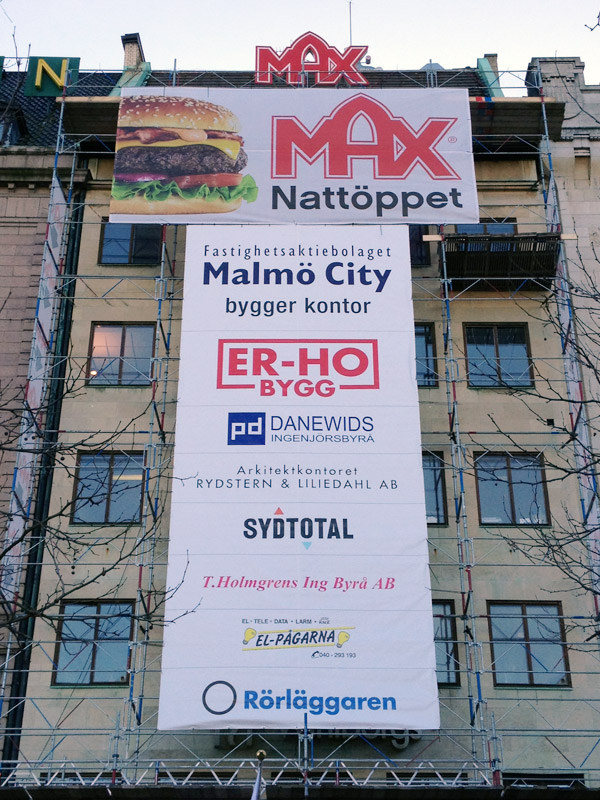 N
MAX
MAX®
Nattöppet
Fastighetsaktiebolaget
Malmö City
bygger kontor
ER-HO
BYGG
pd DANEWIDS
INGENJÖRSBYRÅ
Arkitektkontoret
RYDSTERN & LILIEDAHL AB
SYDTOTAL
T.Holmgrens Ing Byrå AB
EL - TELE - DATA - LARM -
EL-PÅGARNA
040 - 293 193
Rörläggaren